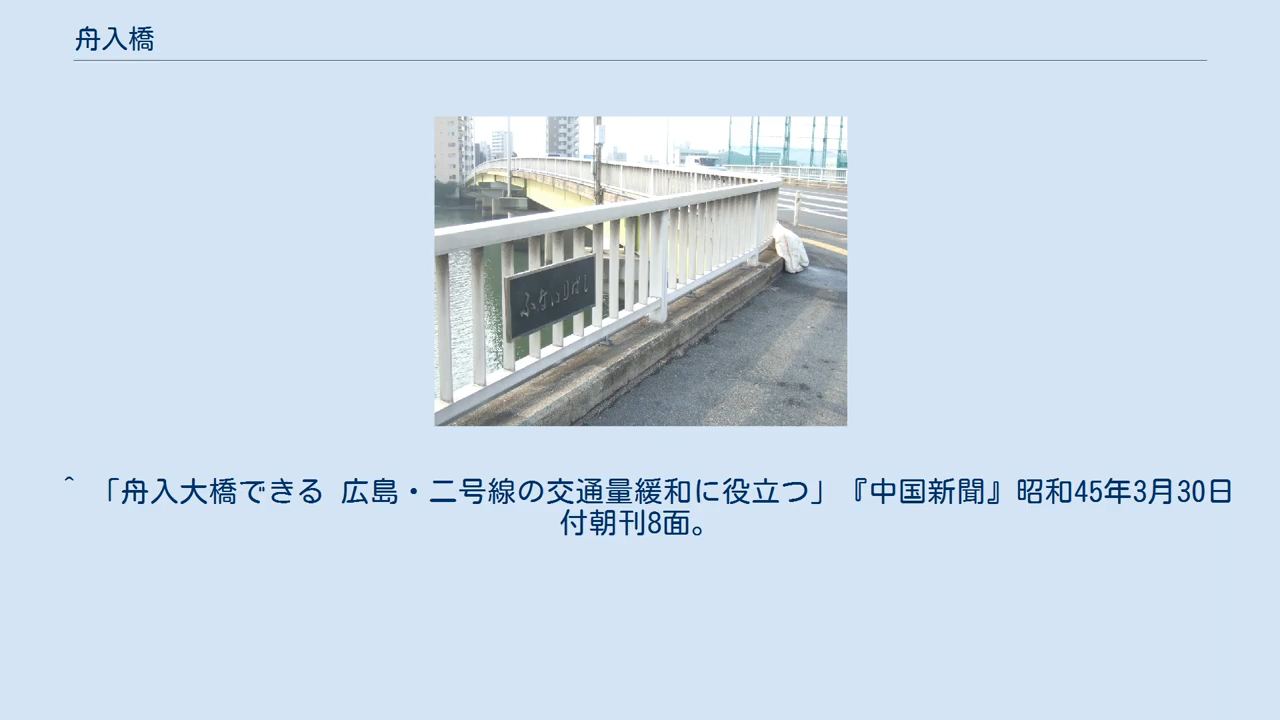 舟入橋
ふないりばし
^ 「舟入大橋できる 広島・二号線の交通量緩和に役立つ」『中国新聞』昭和45年3月30日
付朝刊8面。